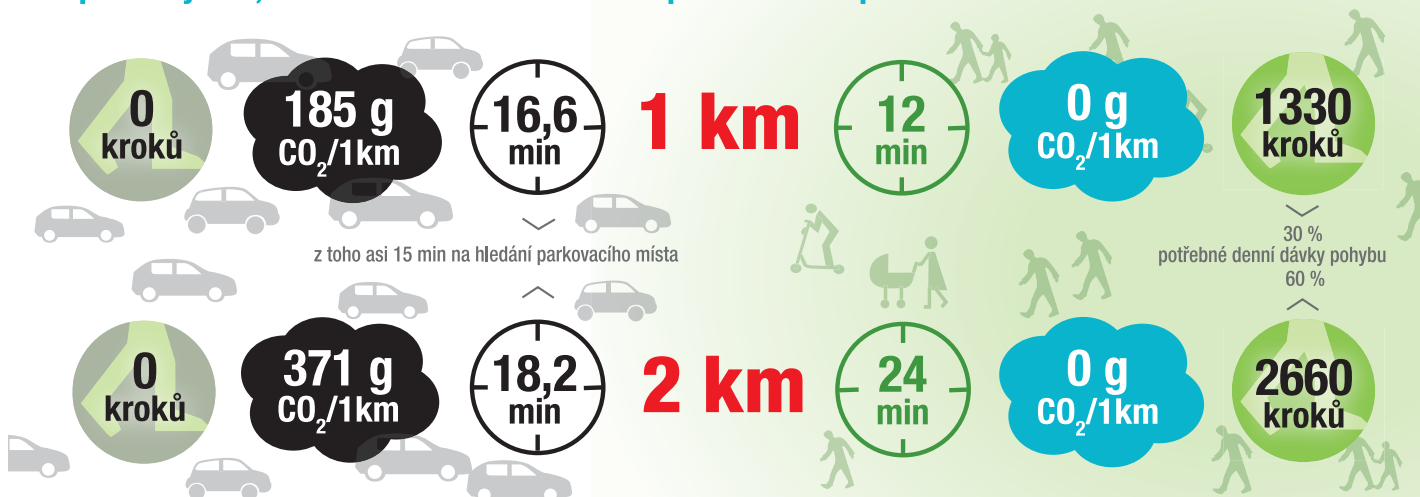 0
kroků
185 g
CO₂/1km
16,6
min
1 km
12
min
0 g
CO₂/1km
1330
kroků
z toho asi 15 min na hledání parkovacího místa
30 %
potřebné denní dávky pohybu
60 %
0
kroků
371 g
CO₂/1km
18,2
min
2 km
24
min
0 g
CO₂/1km
2660
kroků